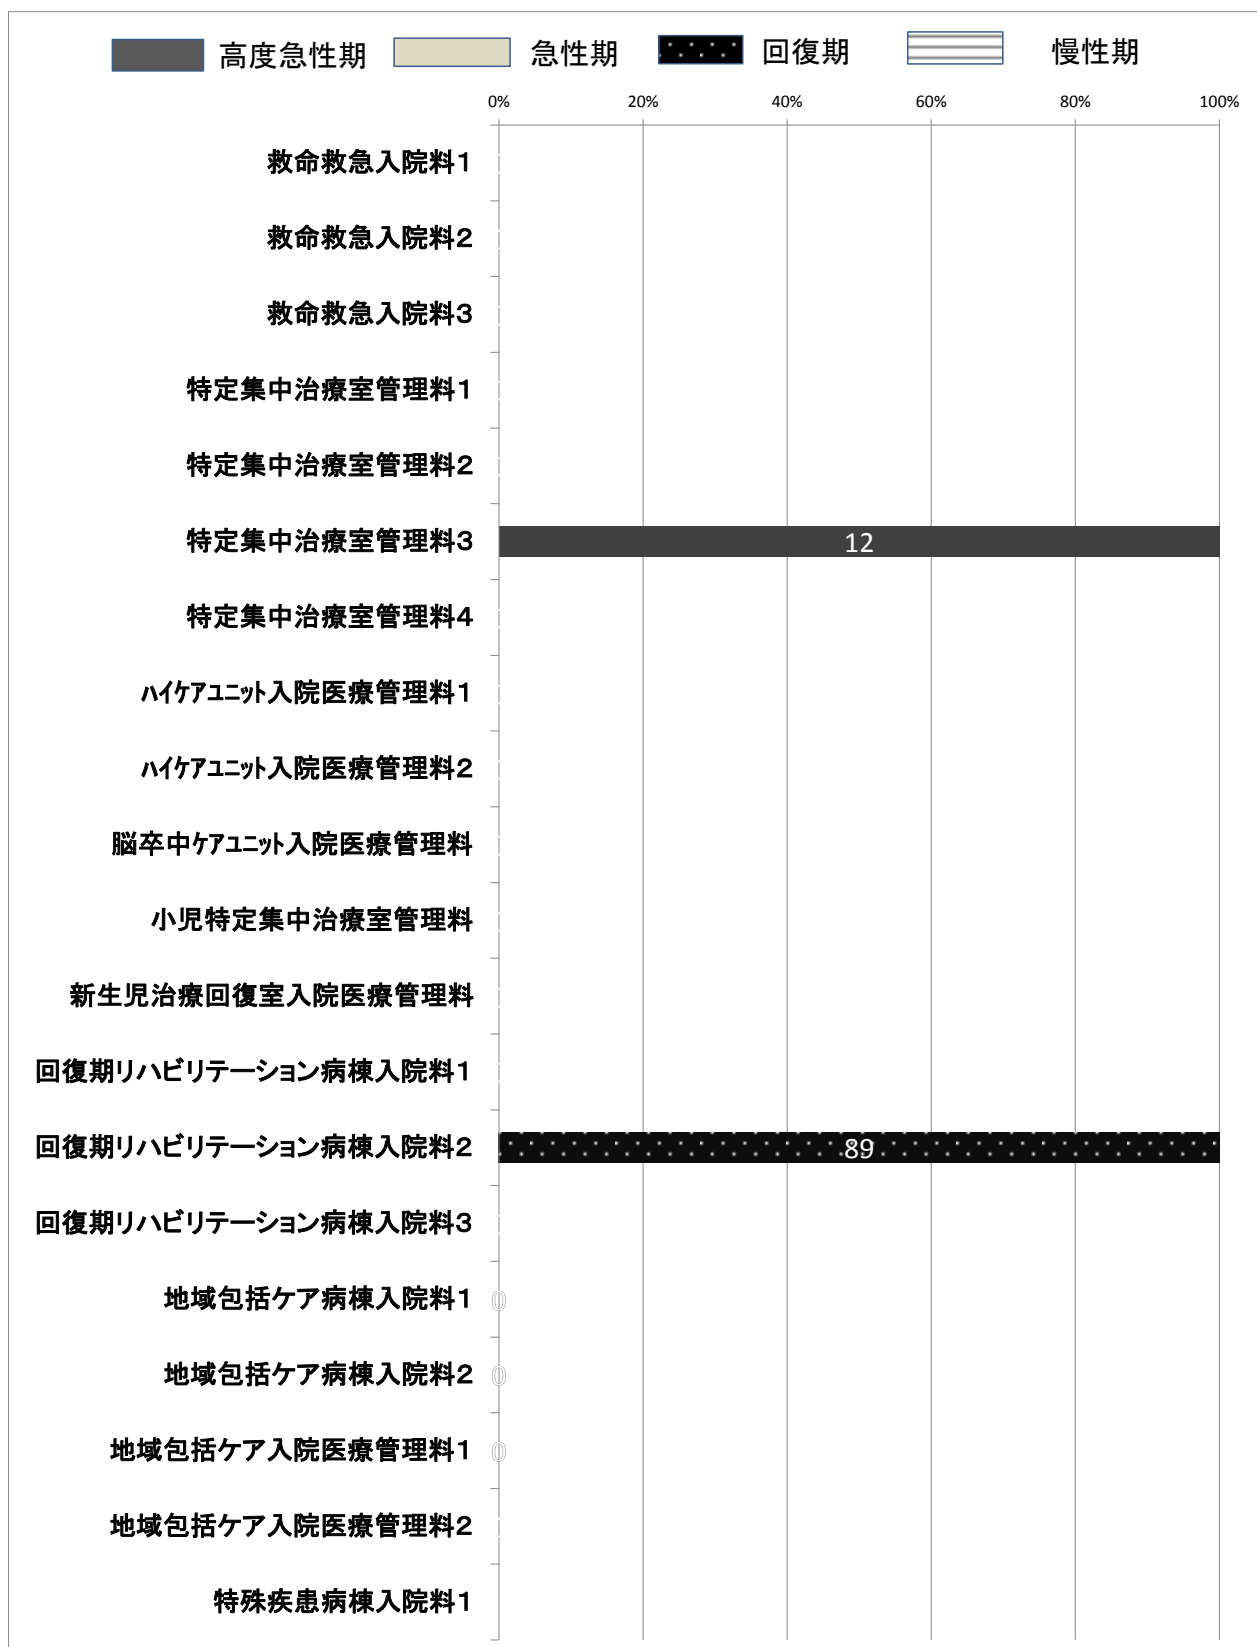 高度急性期 急性期 回復期 慢性期
0% 20% 40% 60% 80% 100%
救命救急入院料1
救命救急入院料2
救命救急入院料3
特定集中治療室管理料1
特定集中治療室管理料2
特定集中治療室管理料3 12
特定集中治療室管理料4
ﾊｲｹｱﾕﾆｯﾄ入院医療管理料1
ﾊｲｹｱﾕﾆｯﾄ入院医療管理料2
脳卒中ｹｱﾕﾆｯﾄ入院医療管理料
小児特定集中治療室管理料
新生児治療回復室入院医療管理料
回復期リハビリテーション病棟入院料1
回復期リハビリテーション病棟入院料2 89
回復期リハビリテーション病棟入院料3
地域包括ケア病棟入院料1 0
地域包括ケア病棟入院料2 0
地域包括ケア入院医療管理料1 0
地域包括ケア入院医療管理料2
特殊疾患病棟入院料1